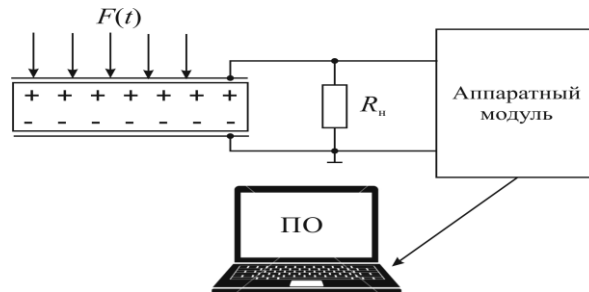 F(t)
+ + + + + + +
- - - - - - -
Rн
Аппаратный
модуль
ПО